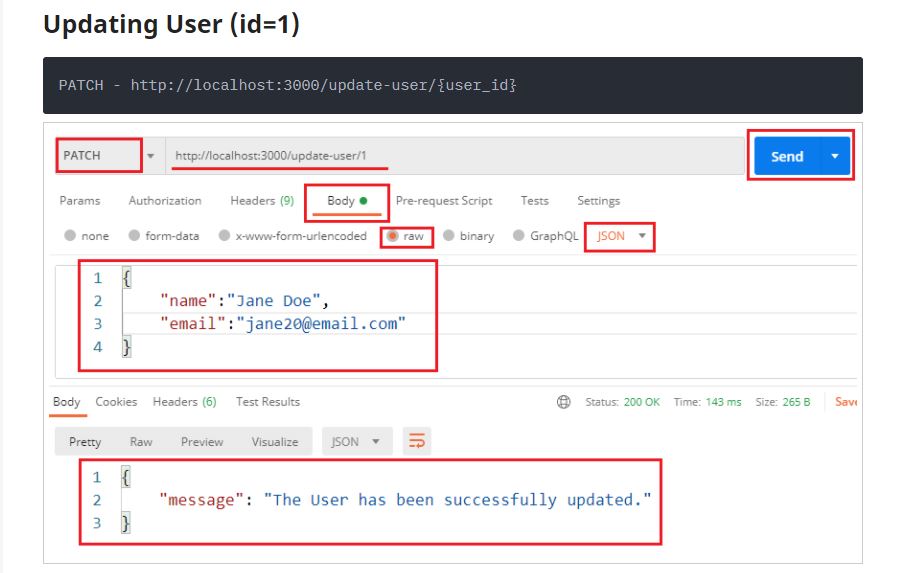 Updating User (id=1)
PATCH - http://localhost:3000/update-user/{user_id}
PATCH http://localhost:3000/update-user/1 Send
Params Authorization Headers (9) Body Pre-request Script Tests Settings
none form-data x-www-form-urlencoded raw binary GraphQL JSON
1 {
2 "name":"Jane Doe",
3 "email":"jane20@email.com"
4 }
Body Cookies Headers (6) Test Results Status: 200 OK Time: 143 ms Size: 265 B Save
Pretty Raw Preview Visualize JSON
1 {
2 "message": "The User has been successfully updated."
3 }